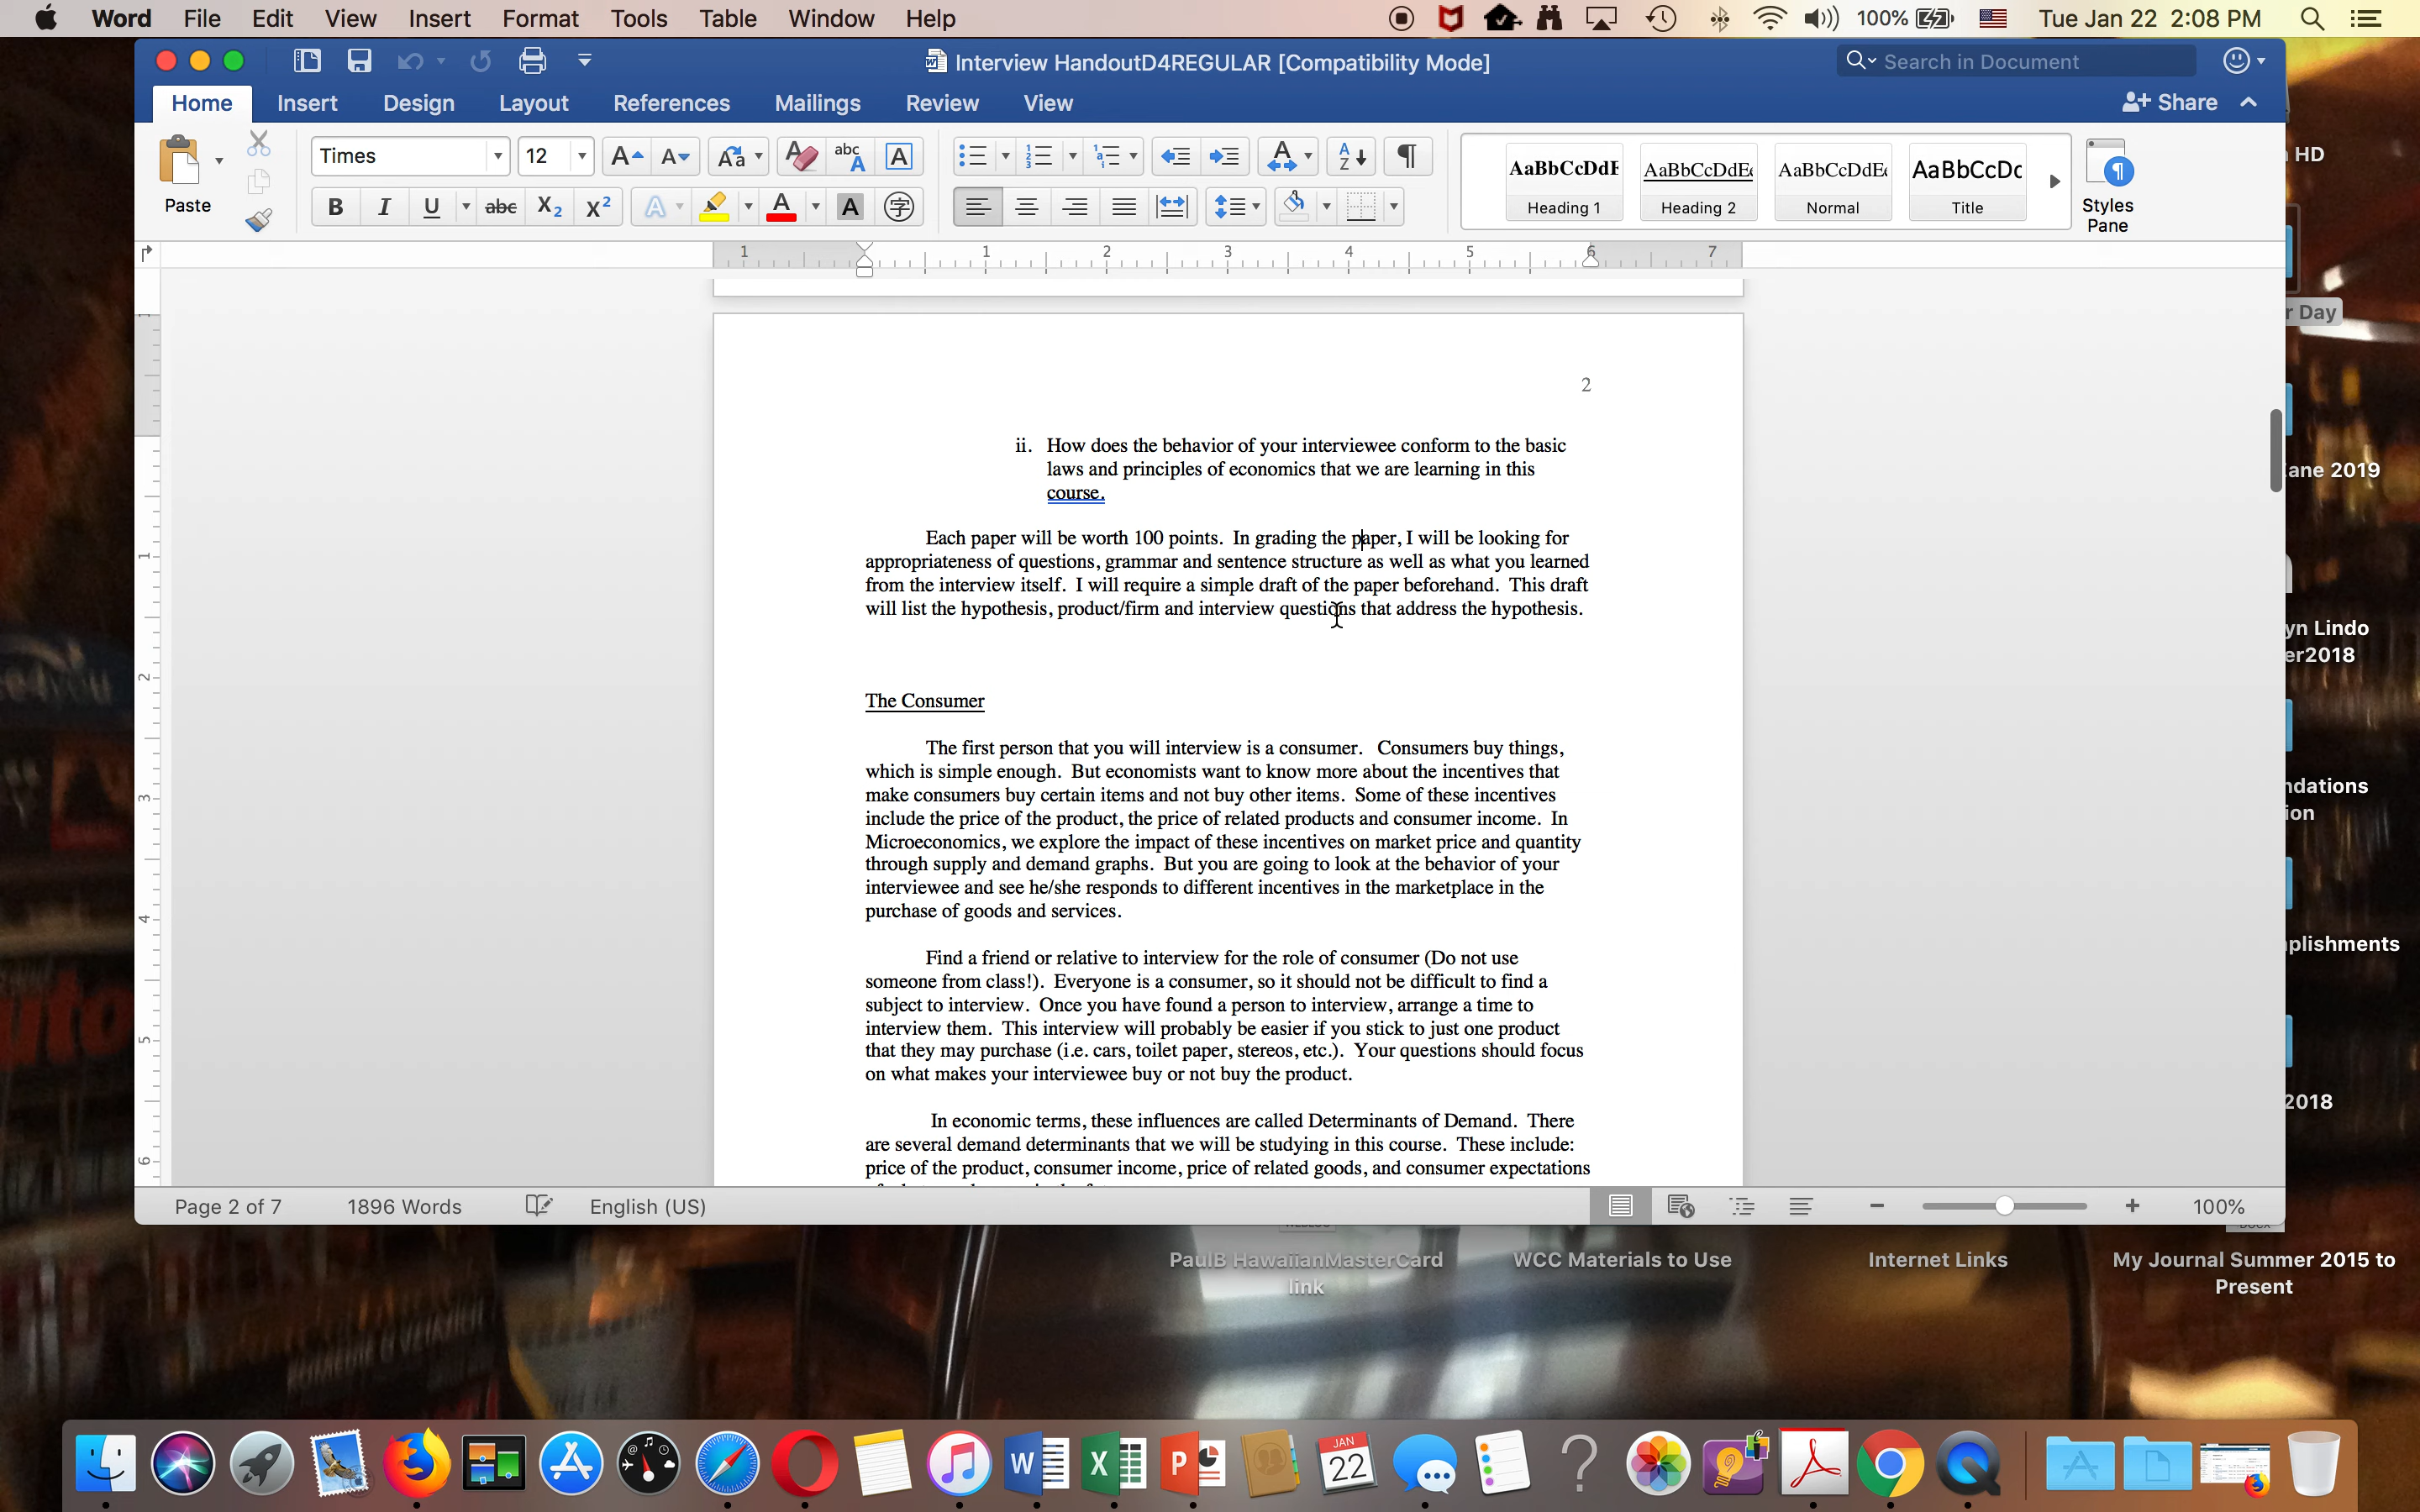 Word File Edit View Insert Format Tools Table Window Help 100% Tue Jan 22 2:08 PM
Interview HandoutD4REGULAR [Compatibility Mode] Search in Document
Home Insert Design Layout References Mailings Review View Share
Paste Times 12
AaBbCcDdE AaBbCcDdEe AaBbCcDdEe AaBbCcDc
Heading 1 Heading 2 Normal Title Styles
Pane
1 1 2 3 4 5 6 7
HD
r Day
2
ii. How does the behavior of your interviewee conform to the basic
laws and principles of economics that we are learning in this
course.
ane 2019
Each paper will be worth 100 points. In grading the paper, I will be looking for
appropriateness of questions, grammar and sentence structure as well as what you learned
from the interview itself. I will require a simple draft of the paper beforehand. This draft
will list the hypothesis, product/firm and interview questions that address the hypothesis.
yn Lindo
er2018
The Consumer
The first person that you will interview is a consumer. Consumers buy things,
which is simple enough. But economists want to know more about the incentives that
make consumers buy certain items and not buy other items. Some of these incentives
include the price of the product, the price of related products and consumer income. In
Microeconomics, we explore the impact of these incentives on market price and quantity
through supply and demand graphs. But you are going to look at the behavior of your
interviewee and see he/she responds to different incentives in the marketplace in the
purchase of goods and services.
ndations
ion
Find a friend or relative to interview for the role of consumer (Do not use
someone from class!). Everyone is a consumer, so it should not be difficult to find a
subject to interview. Once you have found a person to interview, arrange a time to
interview them. This interview will probably be easier if you stick to just one product
that they may purchase (i.e. cars, toilet paper, stereos, etc.). Your questions should focus
on what makes your interviewee buy or not buy the product.
plishments
In economic terms, these influences are called Determinants of Demand. There
are several demand determinants that we will be studying in this course. These include:
price of the product, consumer income, price of related goods, and consumer expectations
2018
Page 2 of 7 1896 Words English (US) 100%
PaulB HawaiianMasterCard
link
WCC Materials to Use
Internet Links
My Journal Summer 2015 to
Present
JAN
22